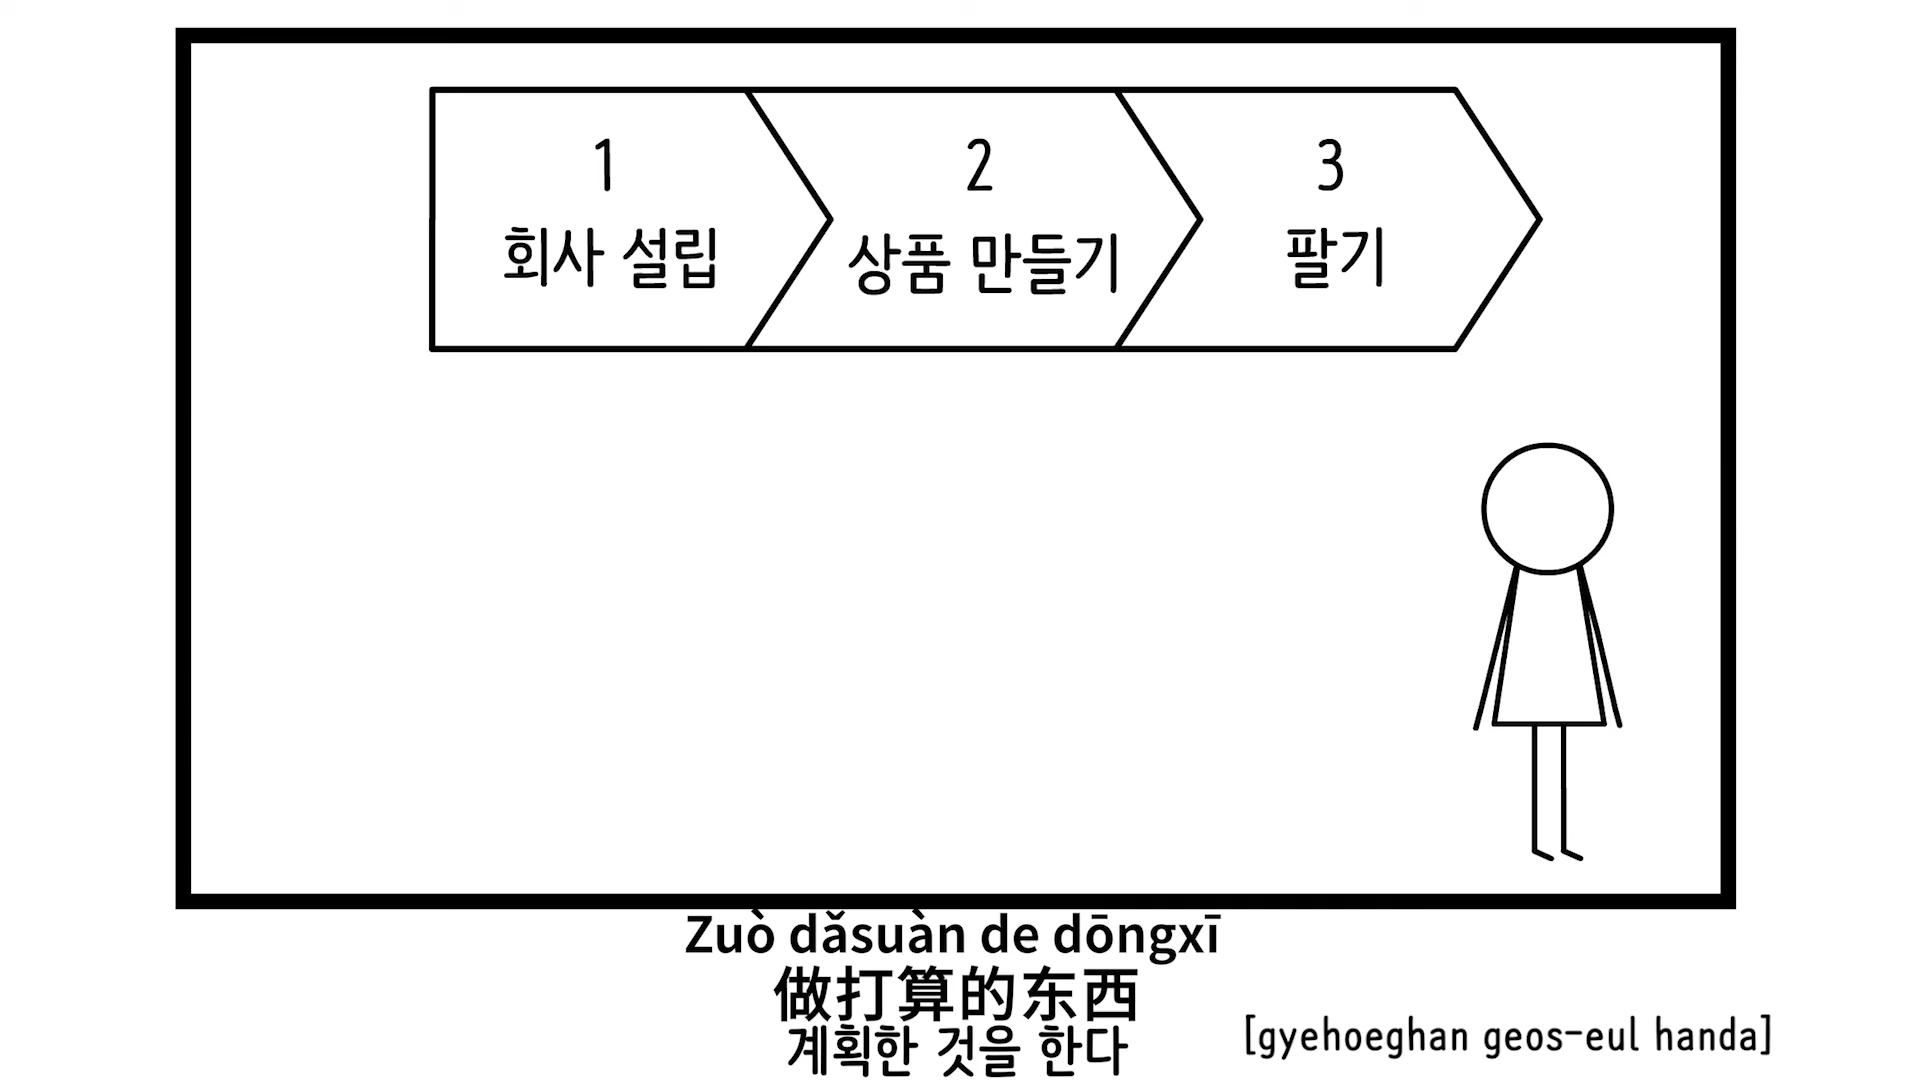 1
회사 설립
2
상품 만들기
3
팔기
Zuò dǎsuàn de dōngxī
做打算的东西
계획한 것을 한다
[gyehoeghan geos-eul handa]